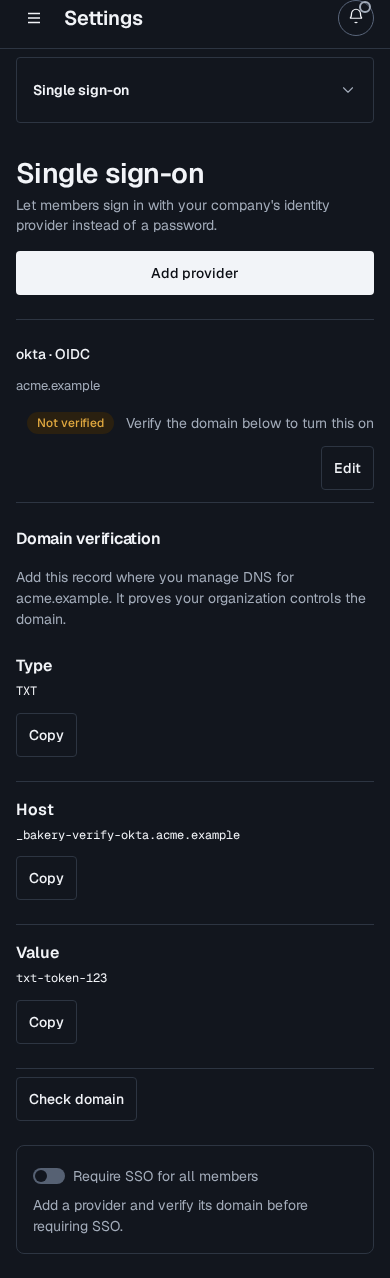 Settings
Single sign-on
Single sign-on
Let members sign in with your company's identity
provider instead of a password.
Add provider
okta · OIDC
acme.example
Not verified Verify the domain below to turn this on
Edit
Domain verification
Add this record where you manage DNS for
acme.example. It proves your organization controls the
domain.
Type
TXT
Copy
Host
_bakery-verify-okta.acme.example
Copy
Value
txt-token-123
Copy
Check domain
Require SSO for all members
Add a provider and verify its domain before
requiring SSO.